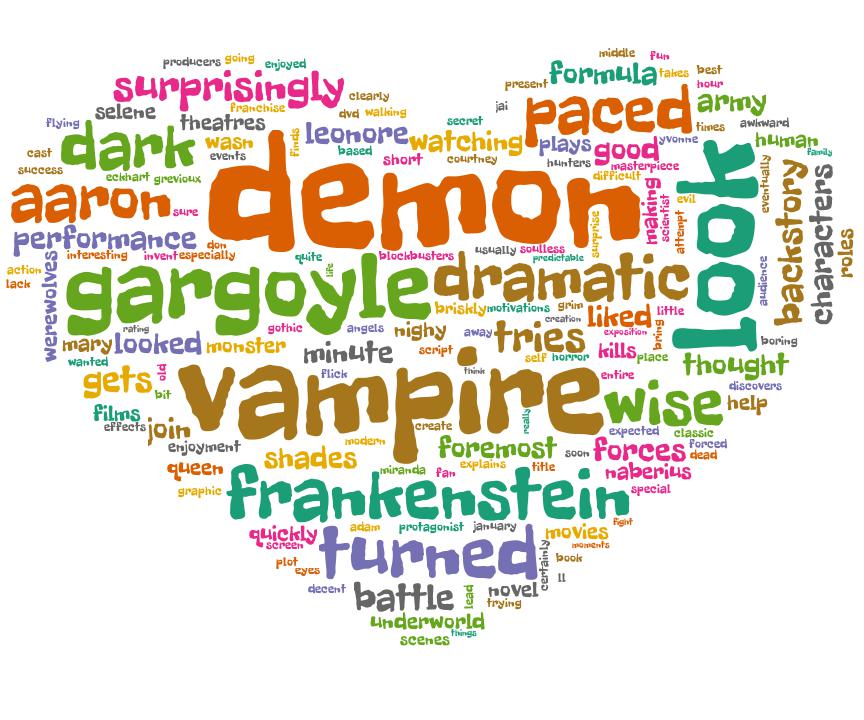 producers going enjoyed
middle fun
surprisingly
formula takes best
clearly
present hour
selene franchise
dvd walking
jai
paced army
flying
theatres
secret
times awkward
dark wasn
finds
leonore watching
plays good yvonne human
cast events
based short courtney
hunters masterpiece family
success eckhart grevioux
demon
difficult
look
eventually
aaron sure
making scientist evil
backstory characters
performance don
surprise attempt
roles
interesting invent especially
quite blockbusters
usually soulless
action
predictable
lack werewolves
gargoyle life
dramatic
audience
briskly motivations grim
creation liked little
rating gothic angels nighy away tries exposition bring
boring
mary looked monster minute script
self horror kills place
wanted thought
old flick think entire
gets vampire
discovers
bit wise help
films
effects join
create really expected classic
enjoyment modern foremost soon forces forced
queen shades miranda fan explains title dead
naberius
graphic frankenstein special
quickly adam protagonist january movies fight
screen turned moments
plot eyes certainly book
ll
decent battle lead novel
trying
underworld
scenes things